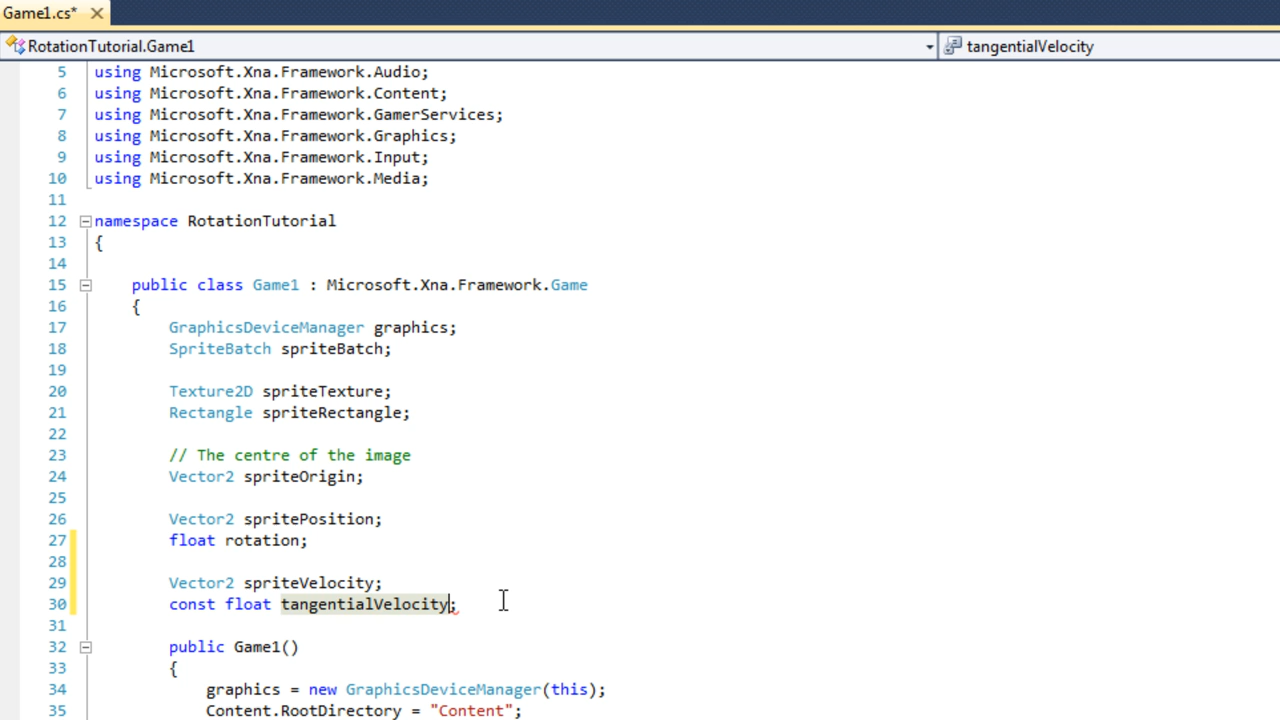 Game1.cs*
RotationTutorial.Game1
tangentialVelocity
5 using Microsoft.Xna.Framework.Audio;
6 using Microsoft.Xna.Framework.Content;
7 using Microsoft.Xna.Framework.GamerServices;
8 using Microsoft.Xna.Framework.Graphics;
9 using Microsoft.Xna.Framework.Input;
10 using Microsoft.Xna.Framework.Media;
11
12 namespace RotationTutorial
13 {
14
15 public class Game1 : Microsoft.Xna.Framework.Game
16 {
17 GraphicsDeviceManager graphics;
18 SpriteBatch spriteBatch;
19
20 Texture2D spriteTexture;
21 Rectangle spriteRectangle;
22
23 // The centre of the image
24 Vector2 spriteOrigin;
25
26 Vector2 spritePosition;
27 float rotation;
28
29 Vector2 spriteVelocity;
30 const float tangentialVelocity;
31
32 public Game1()
33 {
34 graphics = new GraphicsDeviceManager(this);
35 Content.RootDirectory = "Content";